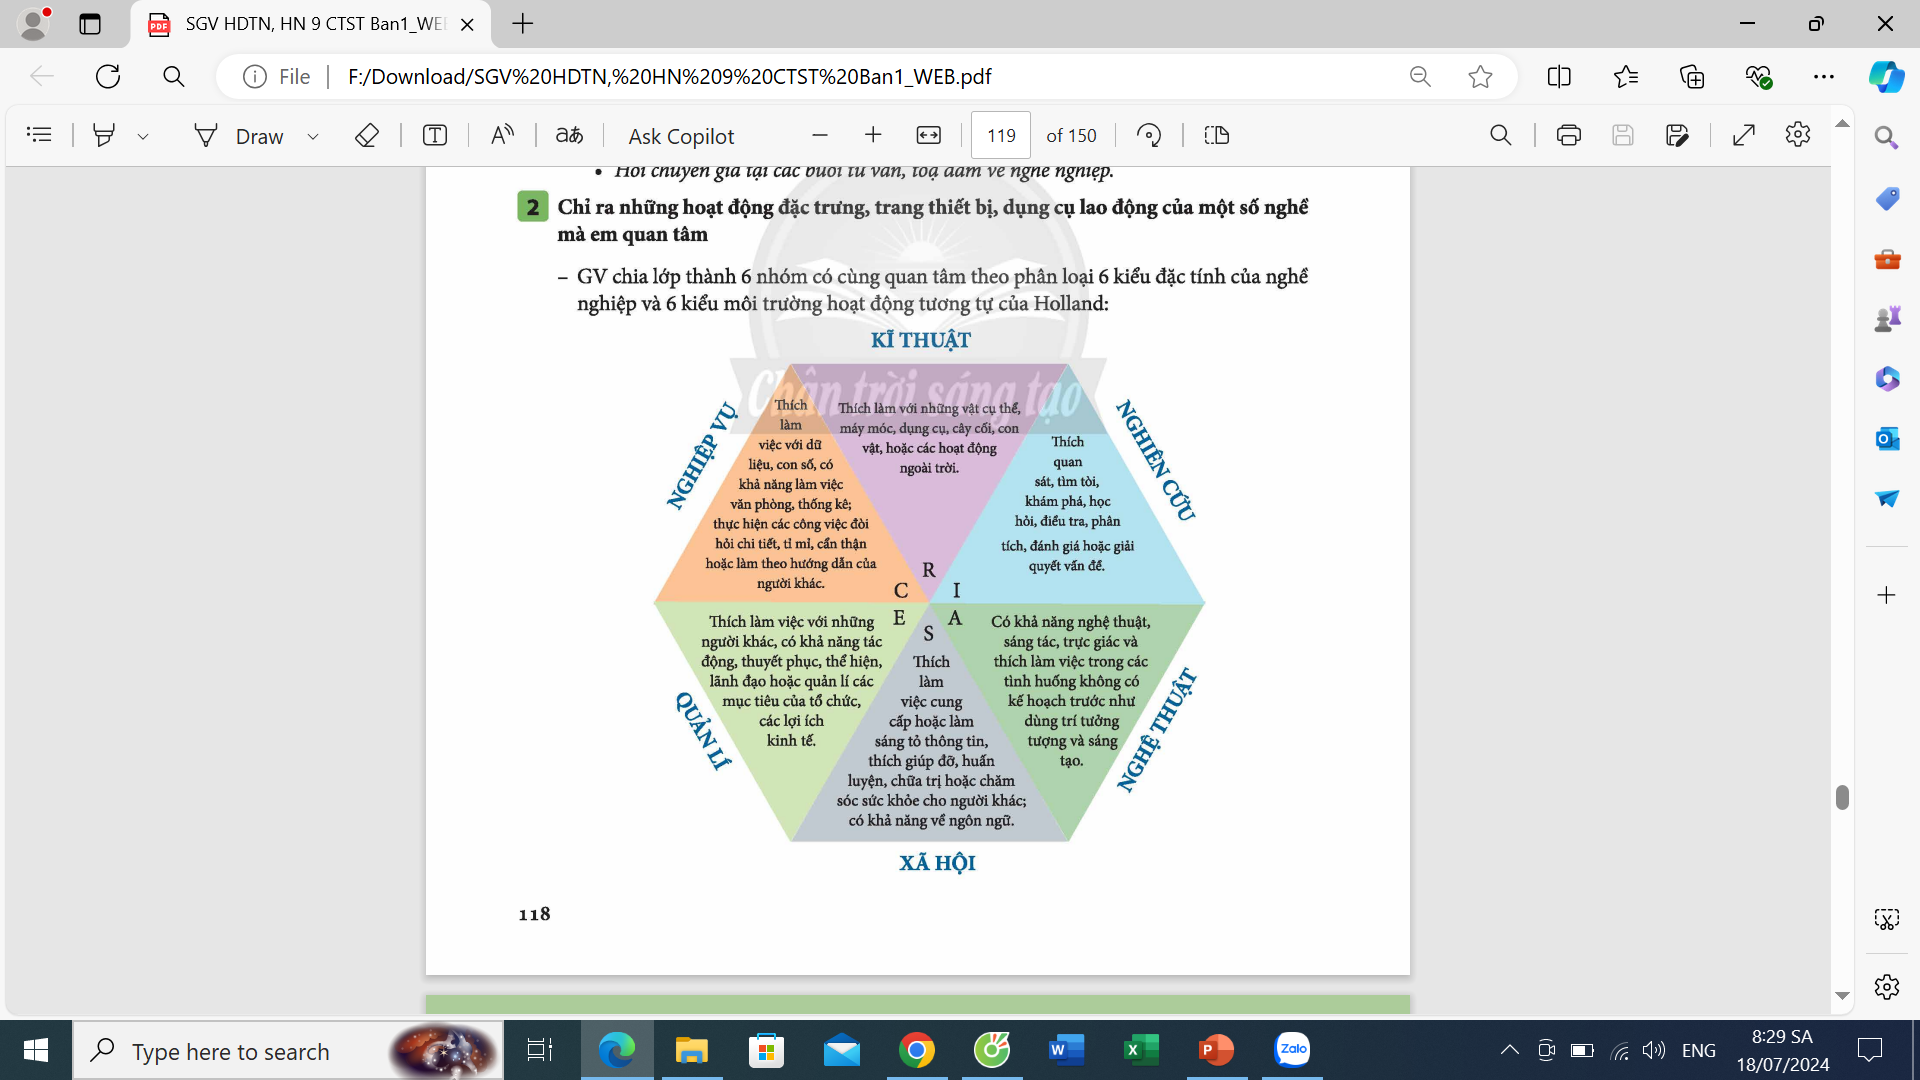 SGV HDTN, HN 9 CTST Ban1_WE
File
F:/Download/SGV%20HDTN,%20HN%209%20CTST%20Ban1_WEB.pdf
Draw
Ask Copilot
119
of 150
• Hỏi chuyên gia tại các buổi tư vấn, toạ đàm về nghề nghiệp.
2 Chỉ ra những hoạt động đặc trưng, trang thiết bị, dụng cụ lao động của một số nghề
mà em quan tâm
– GV chia lớp thành 6 nhóm có cùng quan tâm theo phân loại 6 kiểu đặc tính của nghề
nghiệp và 6 kiểu môi trường hoạt động tương tự của Holland:
Chân trời sáng tạo
KĨ THUẬT
Thích làm với những vật cụ thể,
máy móc, dụng cụ, cây cối, con
vật, hoặc các hoạt động
ngoài trời.
R
NGHIÊN CỨU
Thích
quan
sát, tìm tòi,
khám phá, học
hỏi, điều tra, phân
tích, đánh giá hoặc giải
quyết vấn đề.
I
NGHỆ THUẬT
A
Có khả năng nghệ thuật,
sáng tác, trực giác và
thích làm việc trong các
tình huống không có
kế hoạch trước như
dùng trí tưởng
tượng và sáng
tạo.
XÃ HỘI
S
Thích
làm
việc cung
cấp hoặc làm
sáng tỏ thông tin,
thích giúp đỡ, huấn
luyện, chữa trị hoặc chăm
sóc sức khỏe cho người khác;
có khả năng về ngôn ngữ.
QUẢN LÍ
E
Thích làm việc với những
người khác, có khả năng tác
động, thuyết phục, thể hiện,
lãnh đạo hoặc quản lí các
mục tiêu của tổ chức,
các lợi ích
kinh tế.
NGHIỆP VỤ
Thích
làm
việc với dữ
liệu, con số, có
khả năng làm việc
văn phòng, thống kê;
thực hiện các công việc đòi
hỏi chi tiết, tỉ mỉ, cẩn thận
hoặc làm theo hướng dẫn của
người khác.
C
118
Type here to search
Zalo
ENG
8:29 SA
18/07/2024